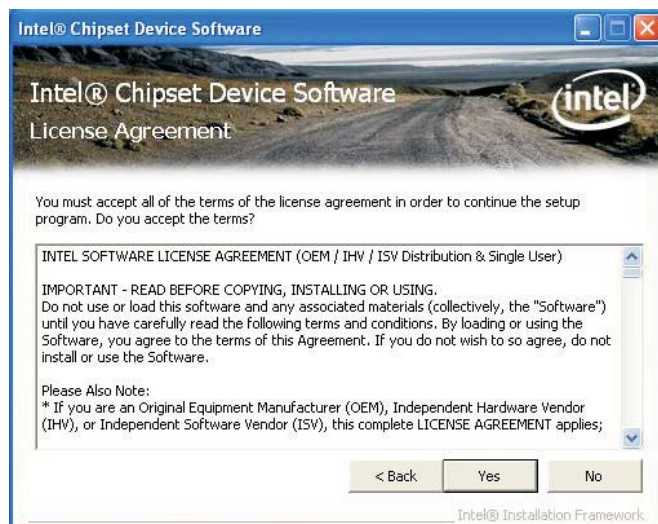 Intel® Chipset Device Software
Intel® Chipset Device Software
intel
License Agreement
You must accept all of the terms of the license agreement in order to continue the setup
program. Do you accept the terms?
INTEL SOFTWARE LICENSE AGREEMENT (OEM / IHV / ISV Distribution & Single User)
IMPORTANT - READ BEFORE COPYING, INSTALLING OR USING.
Do not use or load this software and any associated materials (collectively, the "Software")
until you have carefully read the following terms and conditions. By loading or using the
Software, you agree to the terms of this Agreement. If you do not wish to so agree, do not
install or use the Software.
Please Also Note:
* If you are an Original Equipment Manufacturer (OEM), Independent Hardware Vendor
(IHV), or Independent Software Vendor (ISV), this complete LICENSE AGREEMENT applies;
< Back Yes No
Intel® Installation Framework